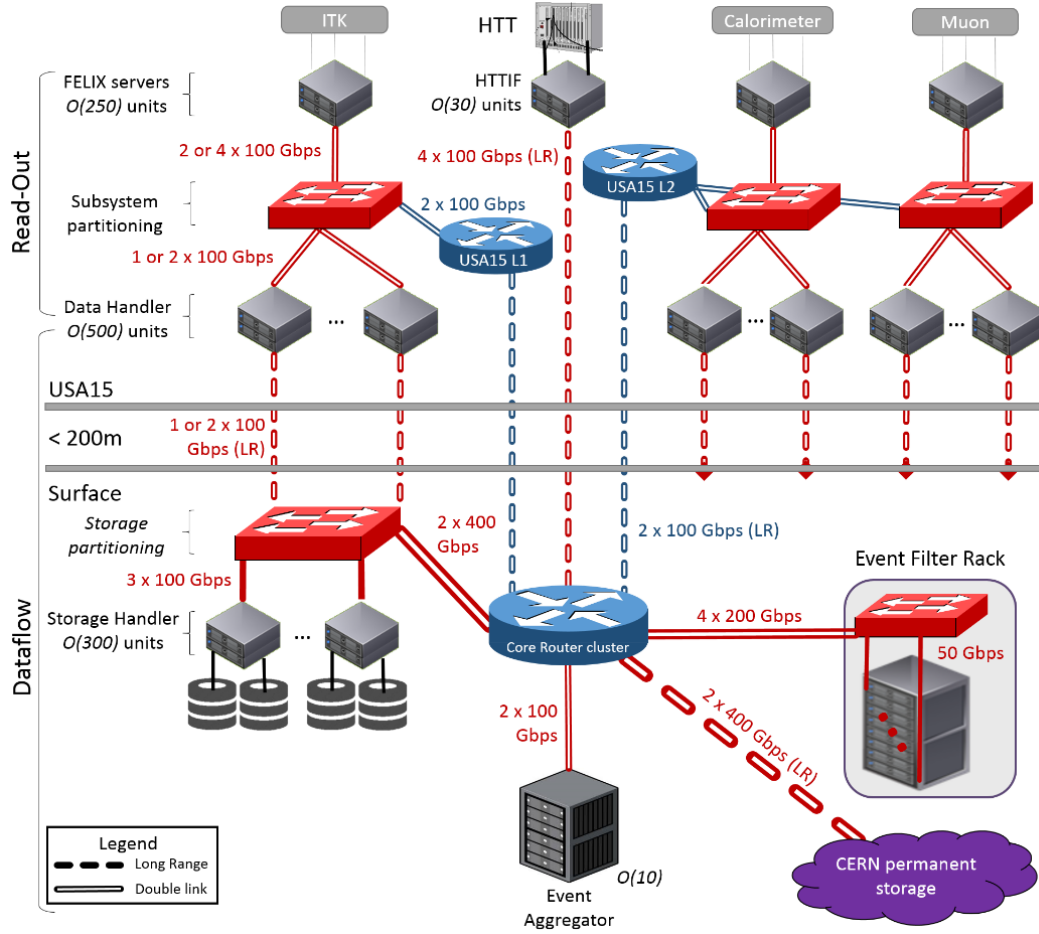 ITK
HTT
Calorimeter
Muon
FELIX servers
O(250) units
HTTIF
O(30) units
2 or 4 x 100 Gbps
4 x 100 Gbps (LR)
Read-Out
Subsystem
partitioning
2 x 100 Gbps
USA15 L2
USA15 L1
1 or 2 x 100 Gbps
Data Handler
O(500) units
...
...
...
USA15
< 200m
1 or 2 x 100
Gbps (LR)
Surface
Storage
partitioning
2 x 400
Gbps
2 x 100 Gbps (LR)
Event Filter Rack
3 x 100 Gbps
Dataflow
Storage Handler
O(300) units
...
Core Router cluster
4 x 200 Gbps
50 Gbps
2 x 100
Gbps
2 x 400 Gbps (LR)
Legend
Long Range
Double link
O(10)
Event
Aggregator
CERN permanent
storage